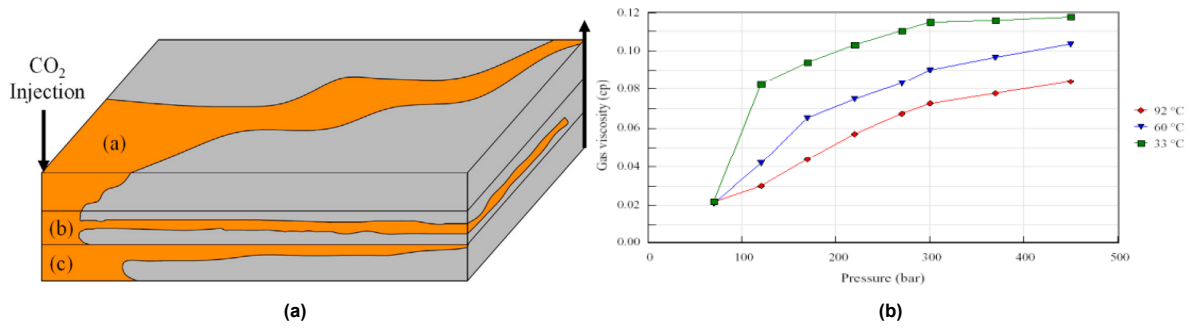 CO2
Injection
(a)
(b)
(c)
(a)
Gas viscosity (cp)
0.12
0.10
0.08
0.06
0.04
0.02
0.00
0
100
200
300
400
500
Pressure (bar)
92 °C
60 °C
33 °C
(b)